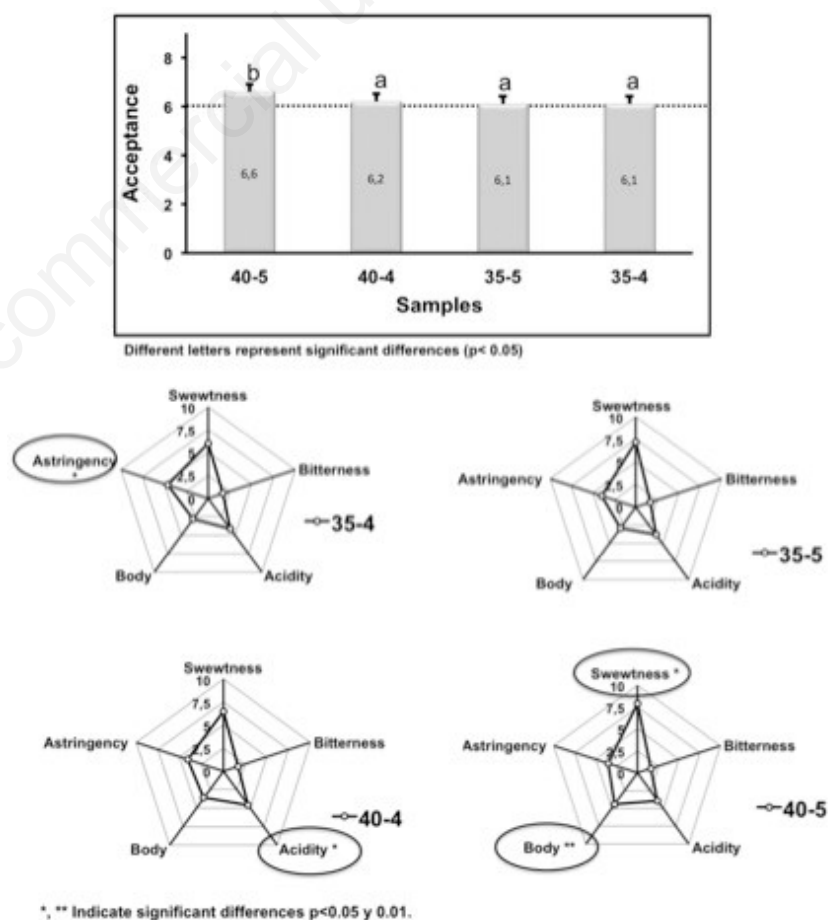 commercial
8
6
4
2
0
Acceptance
b
a
a
a
6,6
6,2
6,1
6,1
40-5
40-4
35-5
35-4
Samples
Different letters represent significant differences (p< 0.05)
Swewtness
10
7,5
5
2,5
0
Astringency
*
Bitterness
Body
Acidity
35-4
Swewtness
10
7,5
5
2,5
0
Astringency
Bitterness
Body
Acidity
35-5
Swewtness
10
7,5
5
2,5
0
Astringency
Bitterness
Body
Acidity *
40-4
Swewtness *
10
7,5
5
2,5
0
Astringency
Bitterness
Body **
Acidity
40-5
*, ** Indicate significant differences p<0.05 y 0.01.